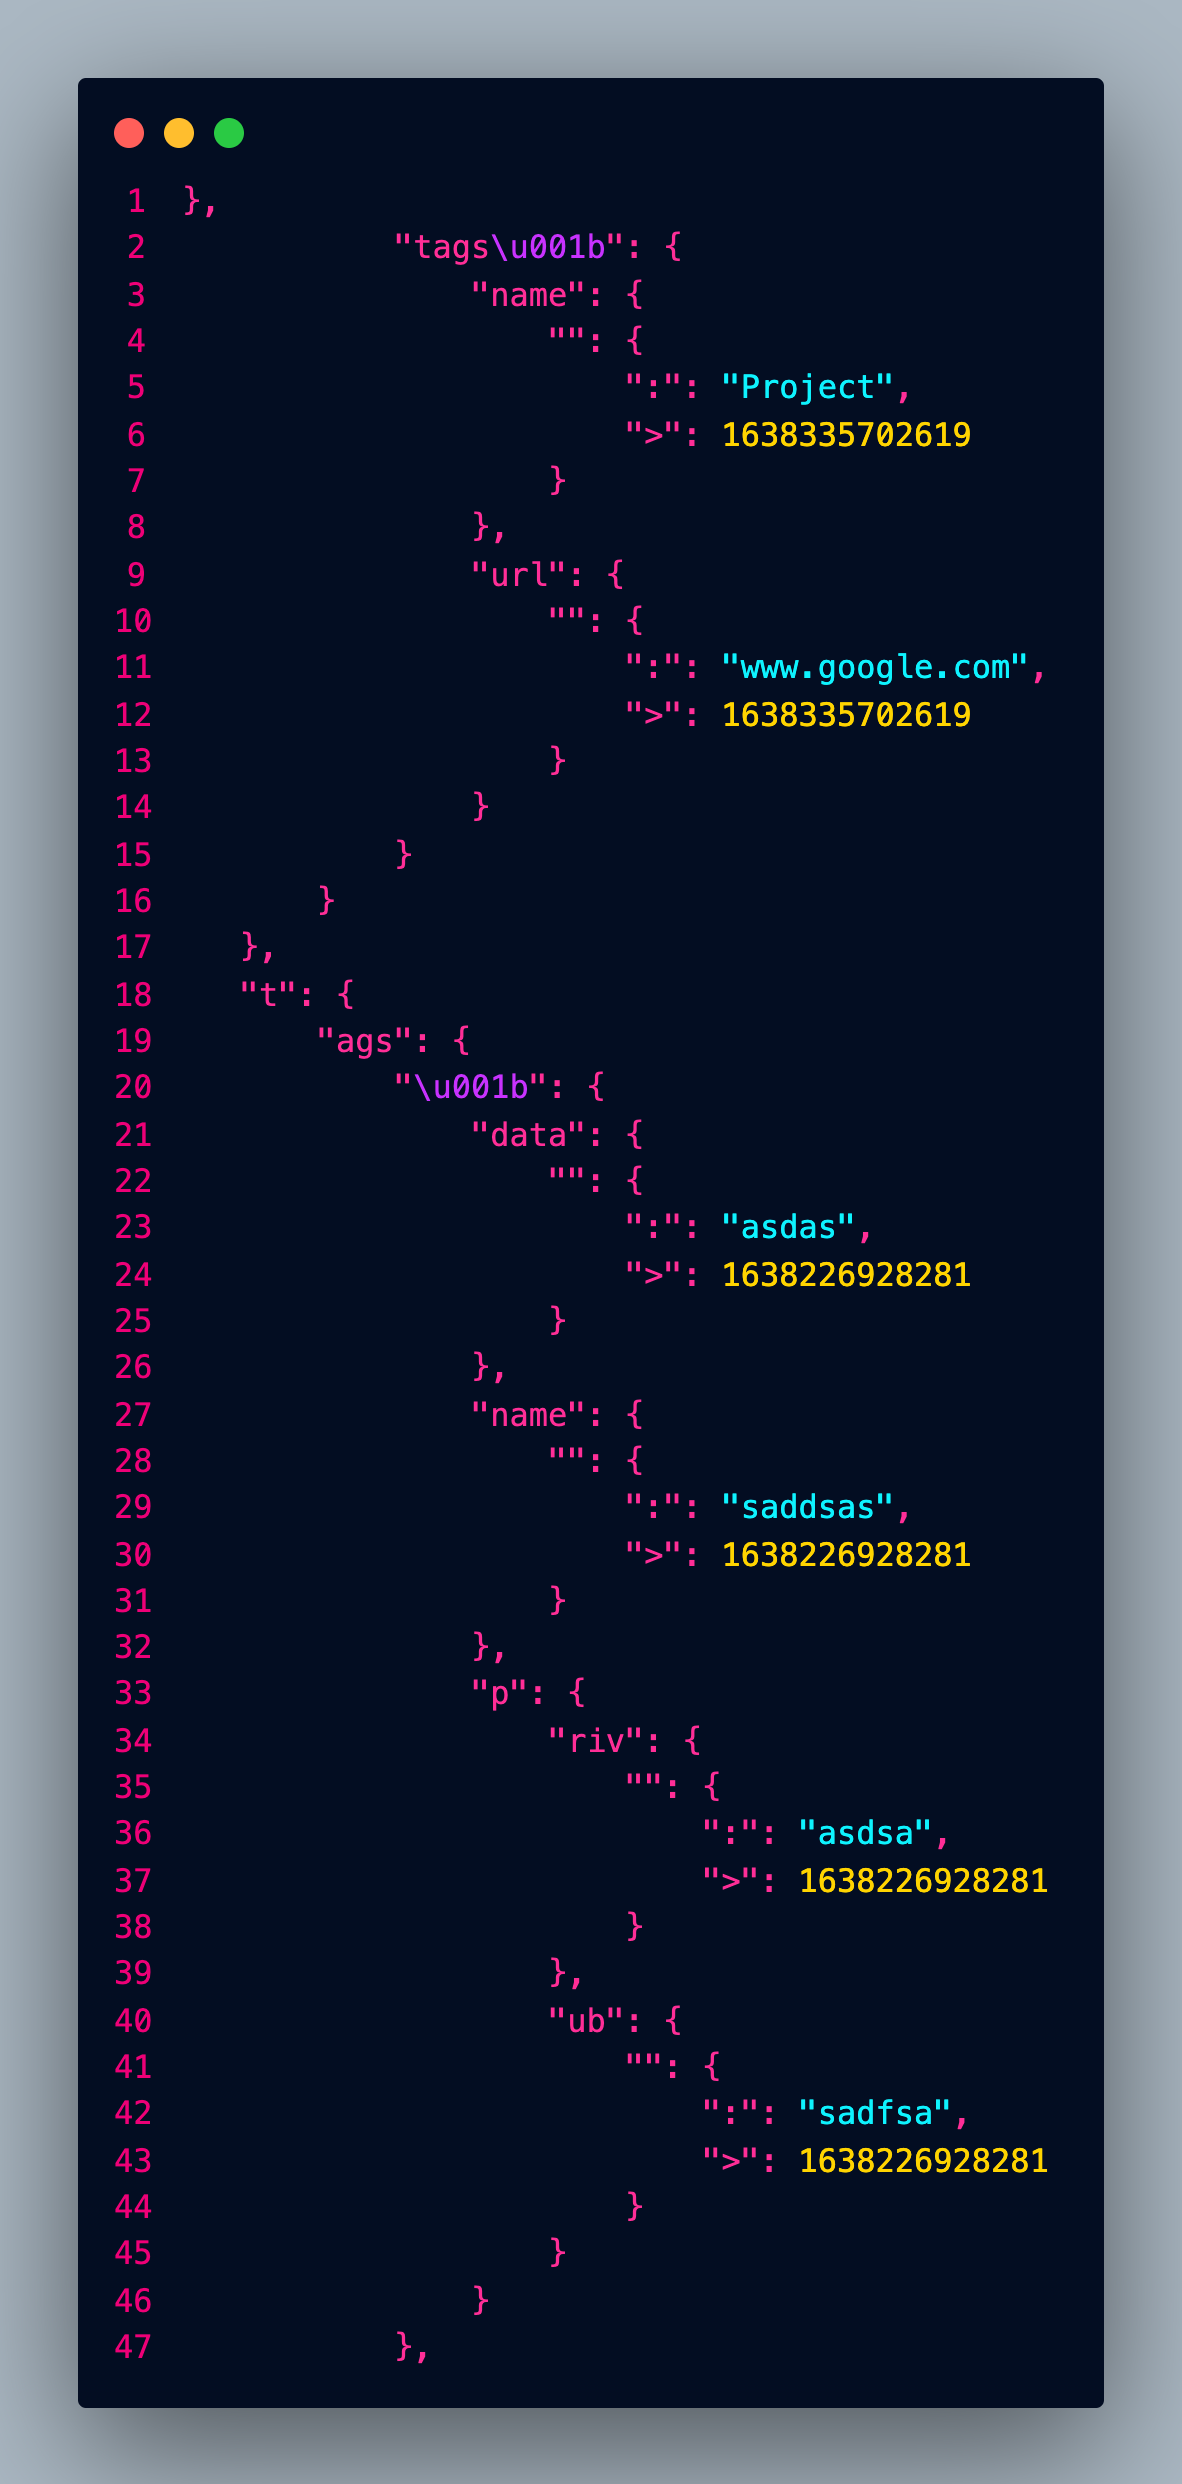 1 },
2 "tags\u001b": {
3 "name": {
4 "": {
5 ":": "Project",
6 ">": 1638335702619
7 }
8 },
9 "url": {
10 "": {
11 ":": "www.google.com",
12 ">": 1638335702619
13 }
14 }
15 }
16 }
17 },
18 "t": {
19 "ags": {
20 "\u001b": {
21 "data": {
22 "": {
23 ":": "asdas",
24 ">": 1638226928281
25 }
26 },
27 "name": {
28 "": {
29 ":": "saddsas",
30 ">": 1638226928281
31 }
32 },
33 "p": {
34 "riv": {
35 "": {
36 ":": "asdsa",
37 ">": 1638226928281
38 }
39 },
40 "ub": {
41 "": {
42 ":": "sadfsa",
43 ">": 1638226928281
44 }
45 }
46 }
47 },